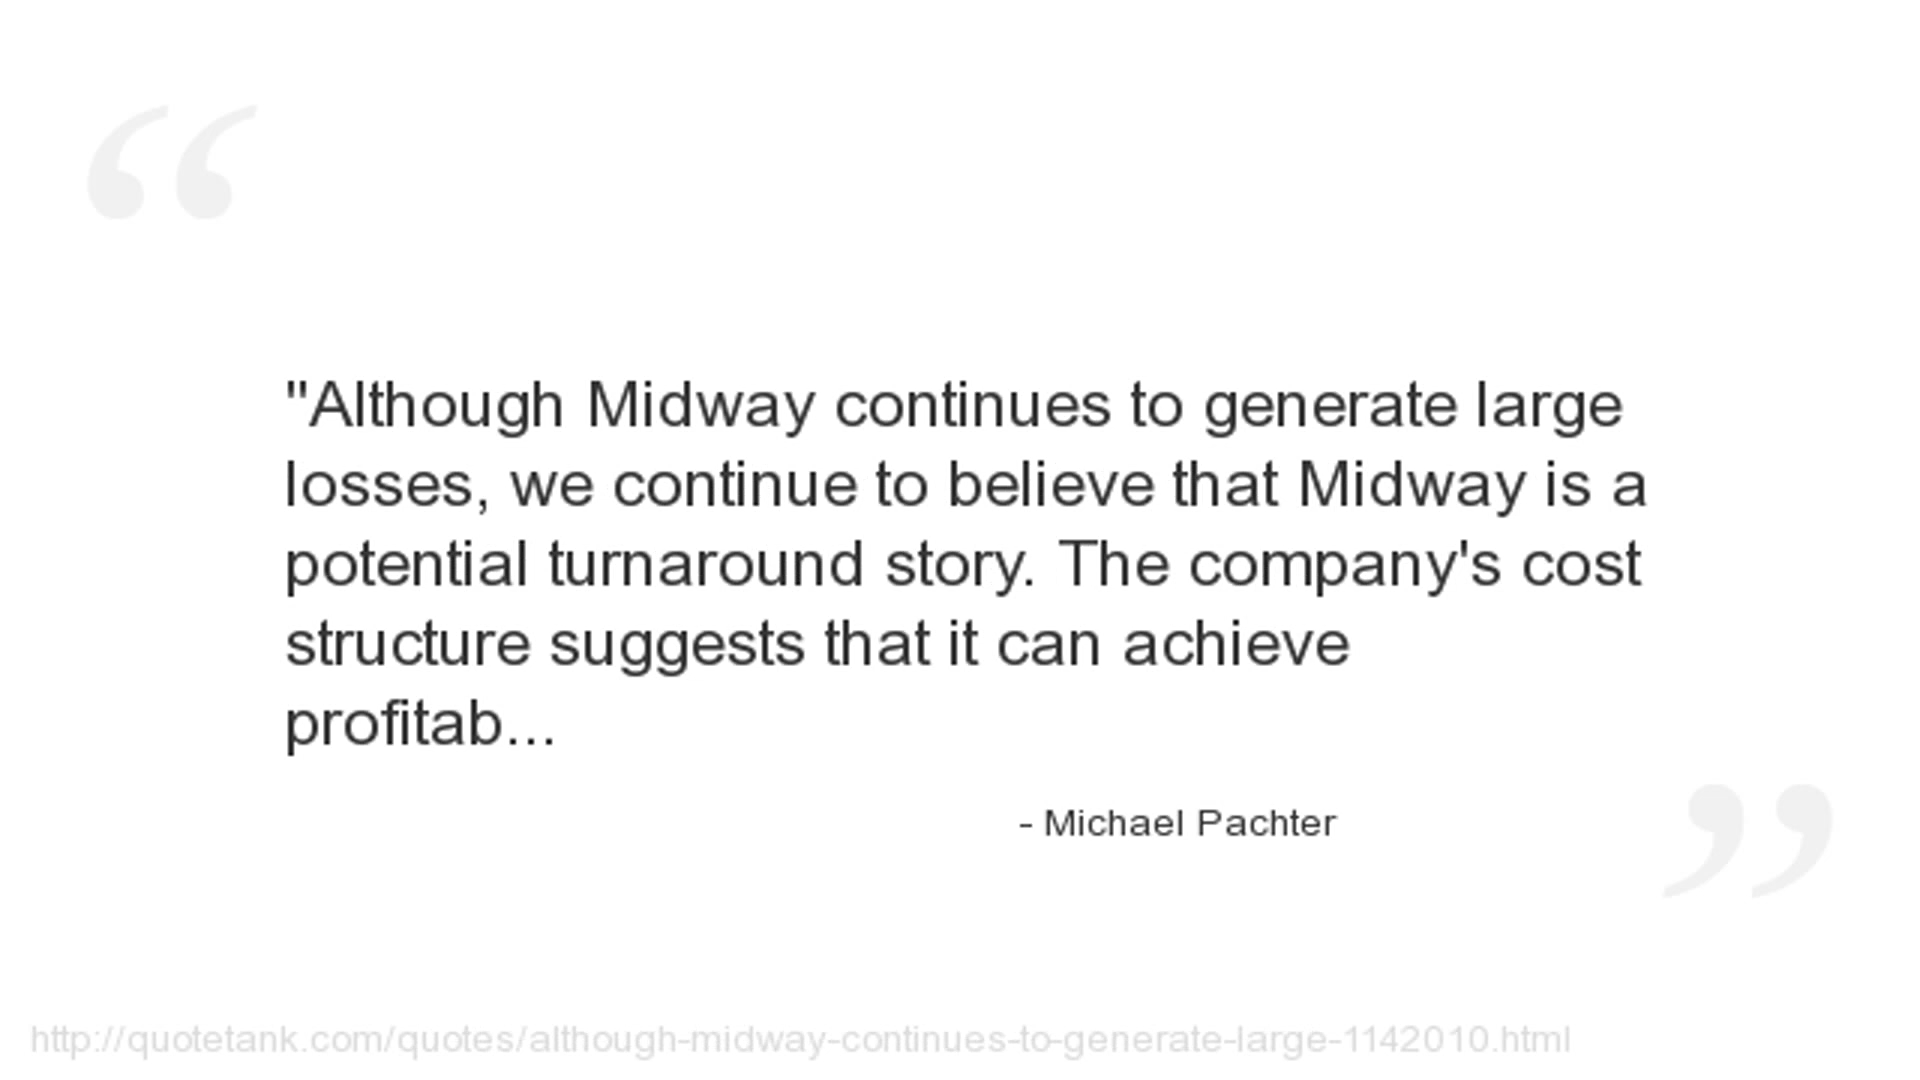 "Although Midway continues to generate large
losses, we continue to believe that Midway is a
potential turnaround story. The company's cost
structure suggests that it can achieve
profitab...
- Michael Pachter
http://quotetank.com/quotes/although-midway-continues-to-generate-large-1142010.html